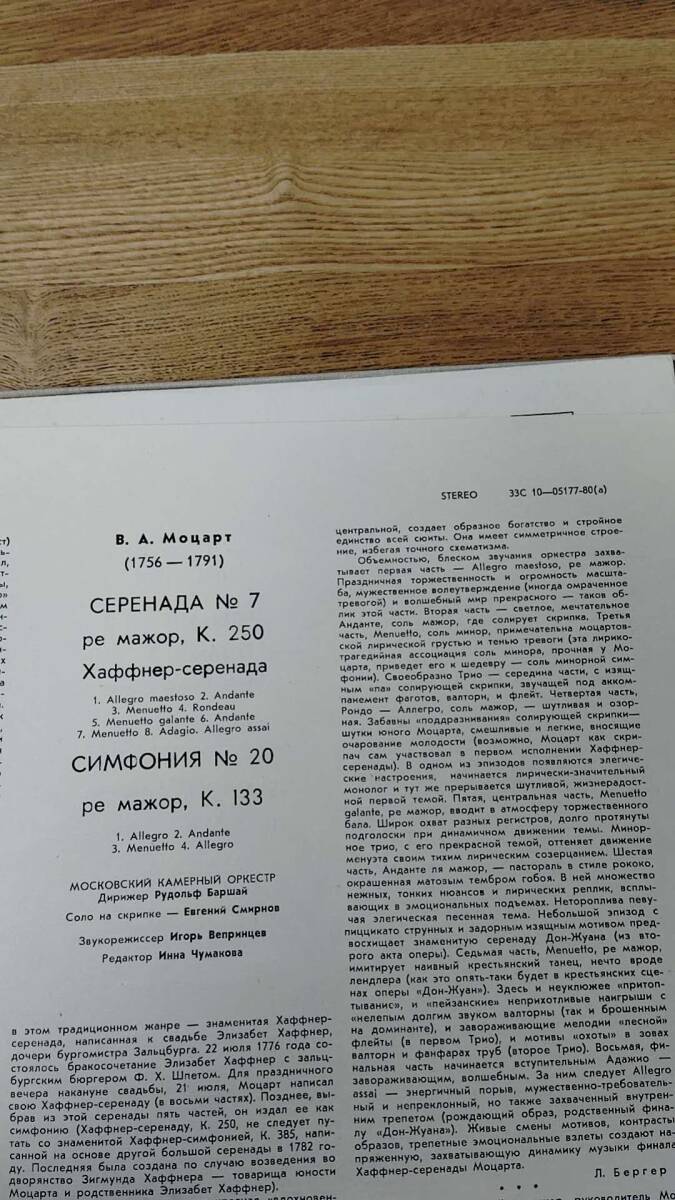 STEREO 33С 10—05177-80(а)
В. А. Моцарт
(1756 — 1791)
СЕРЕНАДА № 7
ре мажор, К. 250
Хаффнер-серенада
1. Allegro maestoso 2. Andante
3. Menuetto 4. Rondeau
5. Menuetto galante 6. Andante
7. Menuetto 8. Adagio. Allegro assai
СИМФОНИЯ № 20
ре мажор, К. 133
1. Allegro 2. Andante
3. Menuetto 4. Allegro
МОСКОВСКИЙ КАМЕРНЫЙ ОРКЕСТР
Дирижер Рудольф Баршай
Соло на скрипке — Евгений Смирнов
Звукорежиссер Игорь Вепринцев
Редактор Инна Чумакова
в этом традиционном жанре — знаменитая Хаффнер-
серенада, написанная к свадьбе Элизабет Хаффнер,
дочери бургомистра Зальцбурга. 22 июля 1776 года со-
стоялось бракосочетание Элизабет Хаффнер с зальц-
бургским бюргером Ф. Х. Шпетом. Для праздничного
вечера накануне свадьбы, 21 июля, Моцарт написал
свою Хаффнер-серенаду (в восьми частях). Позднее, вы-
брав из этой серенады пять частей, он издал ее как
симфонию (Хаффнер-серенаду, К. 250, не следует пу-
тать со знаменитой Хаффнер-симфонией, К. 385, напи-
санной на основе другой большой серенады в 1782 го-
ду. Последняя была создана по случаю возведения во
дворянство Зигмунда Хаффнера — товарища юности
Моцарта и родственника Элизабет Хаффнер).
центральной, создает образное богатство и стройное
единство всей сюиты. Она имеет симметричное строе-
ние, избегая точного схематизма.
Объемностью, блеском звучания оркестра захва-
тывает первая часть — Allegro maestoso, ре мажор.
Праздничная торжественность и огромность масшта-
ба, мужественное волеутверждение (иногда омраченное
тревогой) и волшебный мир прекрасного — таков об-
лик этой части. Вторая часть — светлое, мечтательное
Анданте, соль мажор, где солирует скрипка. Третья
часть, Menuetto, соль минор, примечательна моцартов-
ской лирической грустью и тенью тревоги (эта лирико-
трагедийная ассоциация соль минора, прочная у Мо-
царта, приведет его к шедевру — соль минорной сим-
фонии). Своеобразно Трио — середина части, с изящ-
ным «па» солирующей скрипки, звучащей под акком-
панемент фаготов, валторн, и флейт. Четвертая часть,
Рондо — Аллегро, соль мажор, — шутливая и озор-
ная. Забавны «поддразнивания» солирующей скрипки—
шутки юного Моцарта, смешливые и легкие, вносящие
очарование молодости (возможно, Моцарт как скри-
пач сам участвовал в первом исполнении Хаффнер-
серенады). В одном из эпизодов появляются элегиче-
ские настроения, начинается лирически-значительный
монолог и тут же прерывается шутливой, жизнерадост-
ной первой темой. Пятая, центральная часть, Menuetto
galante, ре мажор, вводит в атмосферу торжественного
бала. Широк охват разных регистров, долго протянуты
подголоски при динамичном движении темы. Минор-
ное трио, с его прекрасной темой, оттеняет движение
менуэта своим тихим лирическим созерцанием. Шестая
часть, Анданте ля мажор, — пастораль в стиле рококо,
окрашенная матовым тембром гобоя. В ней множество
нежных, тонких нюансов и лирических реплик, всплы-
вающих в эмоциональных подъемах. Нетороплива певу-
чая элегическая песенная тема. Небольшой эпизод с
пиццикато струнных и задорным изящным мотивом пред-
восхищает знаменитую серенаду Дон-Жуана (из вто-
рого акта оперы). Седьмая часть, Menuetto, ре мажор,
имитирует наивный крестьянский танец, нечто вроде
лендлера (как это опять-таки будет в крестьянских сце-
нах оперы «Дон-Жуан»). Здесь и неуклюжее «притоп-
тывание», и «пейзанские» неприхотливые наигрыши с
«нелепым долгим звуком валторны (так и брошенным
на доминанте), и завораживающие мелодии «лесной»
флейты (в первом Трио), и мотивы «охоты» в зовах
валторн и фанфарах труб (второе Трио). Восьмая, фи-
нальная часть начинается вступительным Адажио —
завораживающим, волшебным. За ним следует Allegro
assai — энергичный порыв, мужественно-требователь-
ный и непреклонный, но также захваченный внутрен-
ним трепетом (рождающий образ, родственный фина-
лу «Дон-Жуана»). Живые смены мотивов, контрасты
образов, трепетные эмоциональные взлеты создают на-
пряженную, захватывающую динамику музыки финала
Хаффнер-серенады Моцарта.
Л. Бергер
* * *